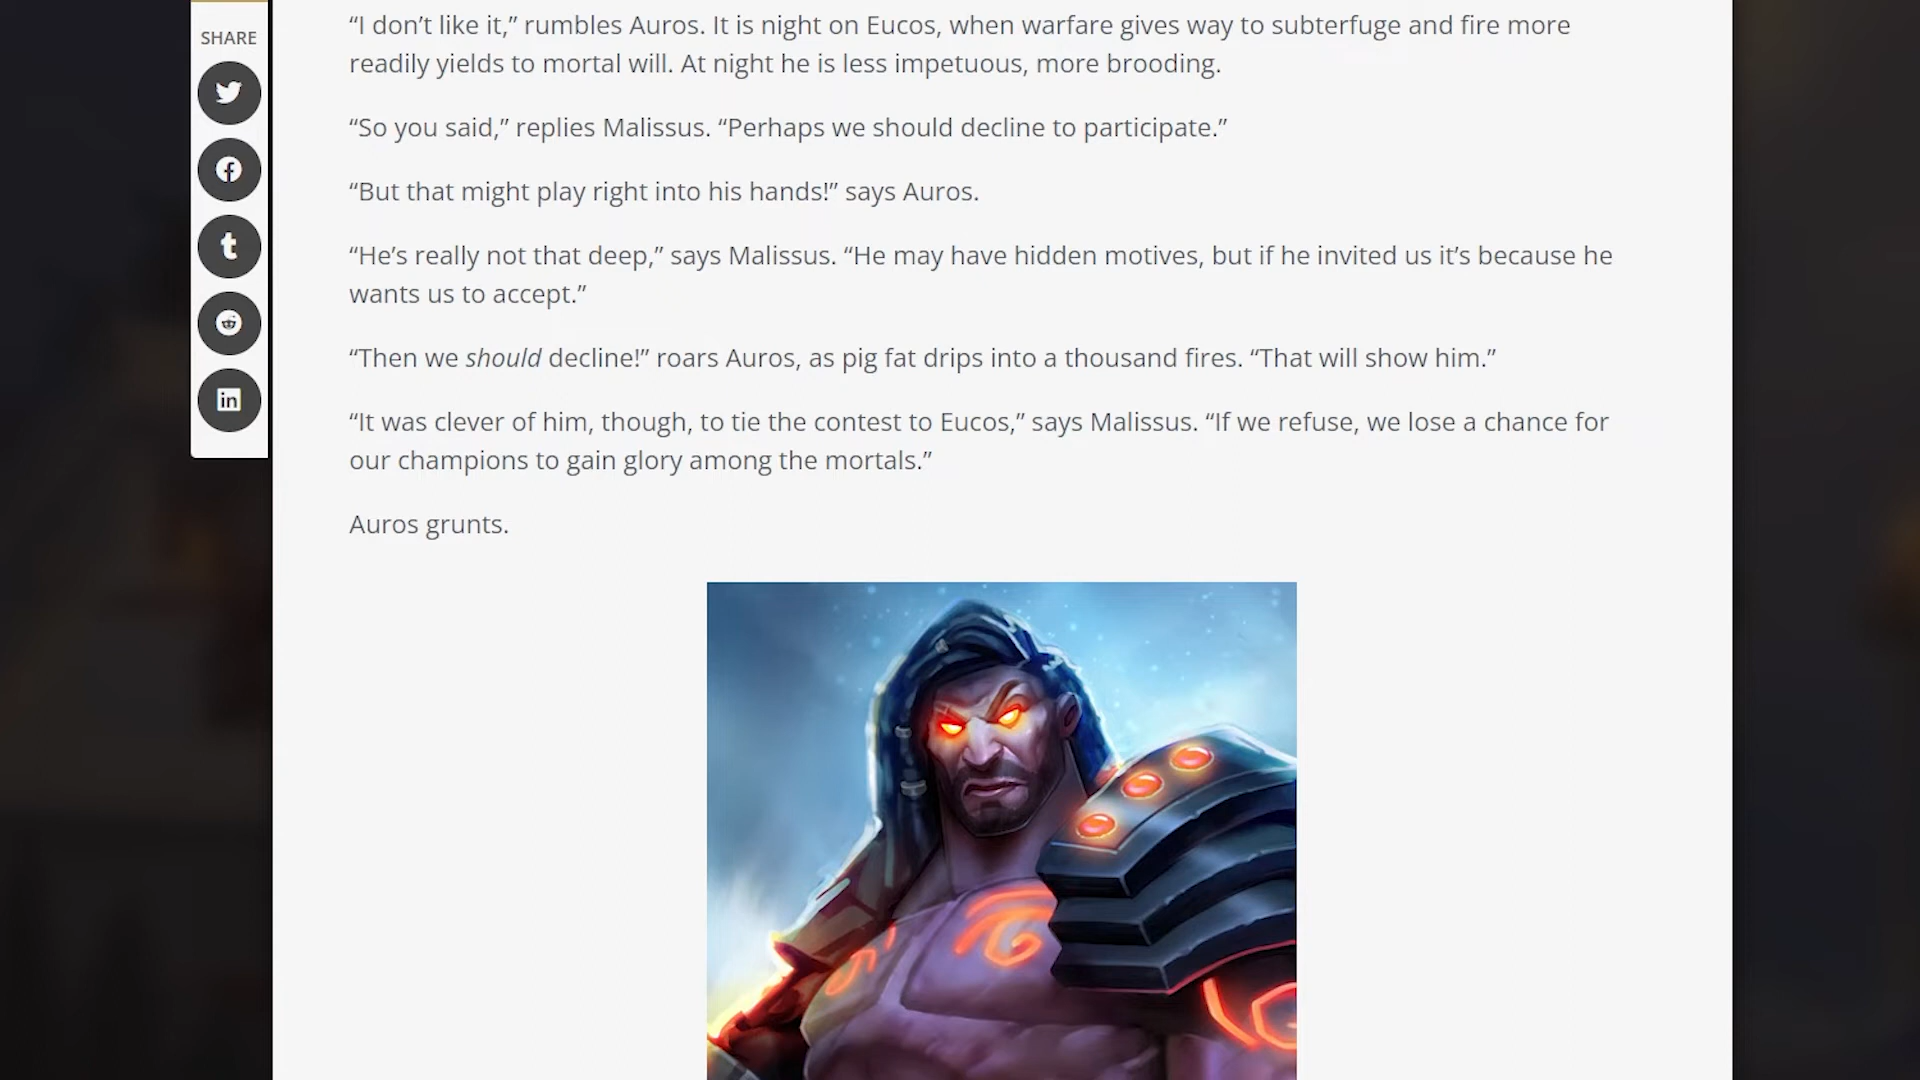 SHARE
“I don’t like it,” rumbles Auros. It is night on Eucos, when warfare gives way to subterfuge and fire more
readily yields to mortal will. At night he is less impetuous, more brooding.
“So you said,” replies Malissus. “Perhaps we should decline to participate.”
“But that might play right into his hands!” says Auros.
“He’s really not that deep,” says Malissus. “He may have hidden motives, but if he invited us it’s because he
wants us to accept.”
“Then we should decline!” roars Auros, as pig fat drips into a thousand fires. “That will show him.”
“It was clever of him, though, to tie the contest to Eucos,” says Malissus. “If we refuse, we lose a chance for
our champions to gain glory among the mortals.”
Auros grunts.